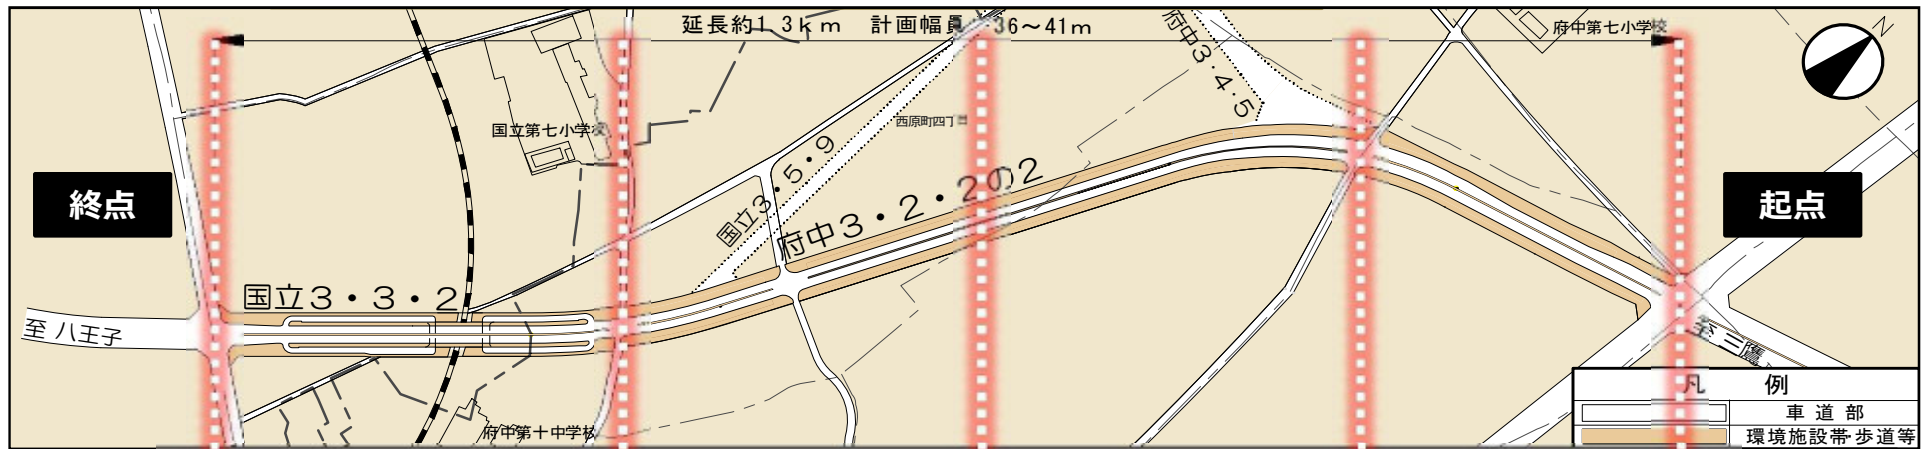 延長約1.3km 計画幅員 36～41m
府中第七小学校
N
府中3・4・5
国立第七小学校
西原町四丁目
国立3・5・9
府中3・2・2の2
終点
起点
国立3・3・2
至 八王子
至 三鷹
府中第十中学校
凡 例
車道部
環境施設帯・歩道等